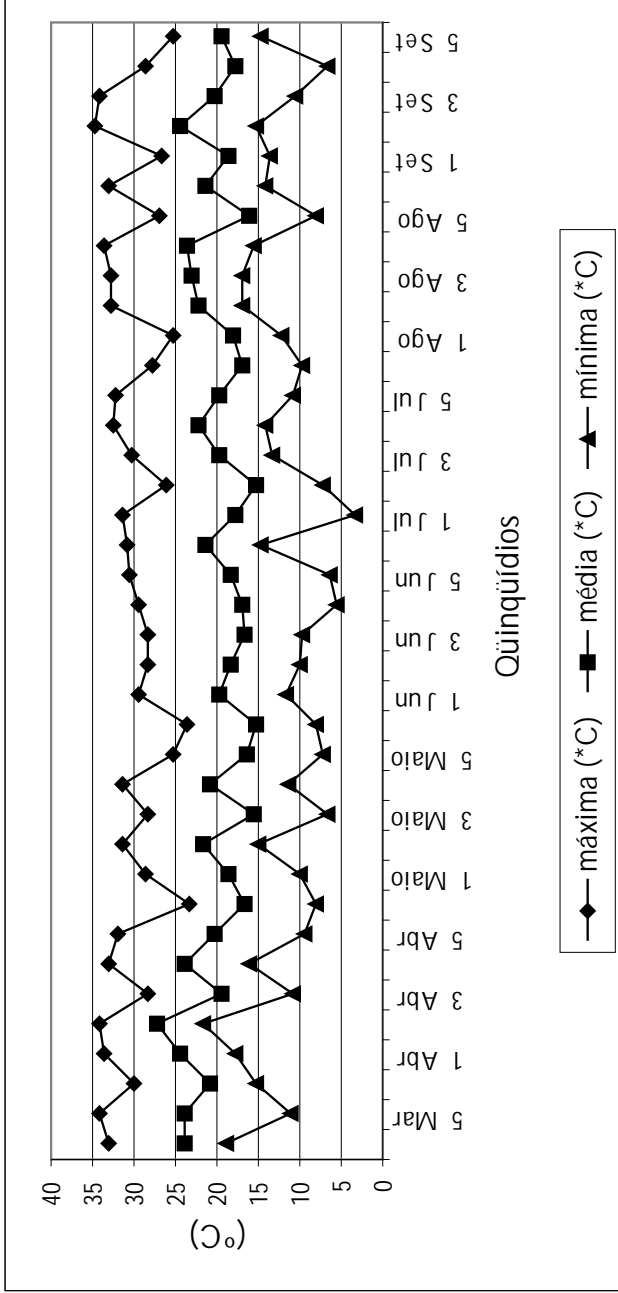 (ºC)
40
35
30
25
20
15
10
5
0
5 Mar
1 Abr
3 Abr
5 Abr
1 Maio
3 Maio
5 Maio
1 Jun
3 Jun
5 Jun
1 Jul
3 Jul
5 Jul
1 Ago
3 Ago
5 Ago
1 Set
3 Set
5 Set
Qüinqüídios
máxima (*C) média (*C) mínima (*C)